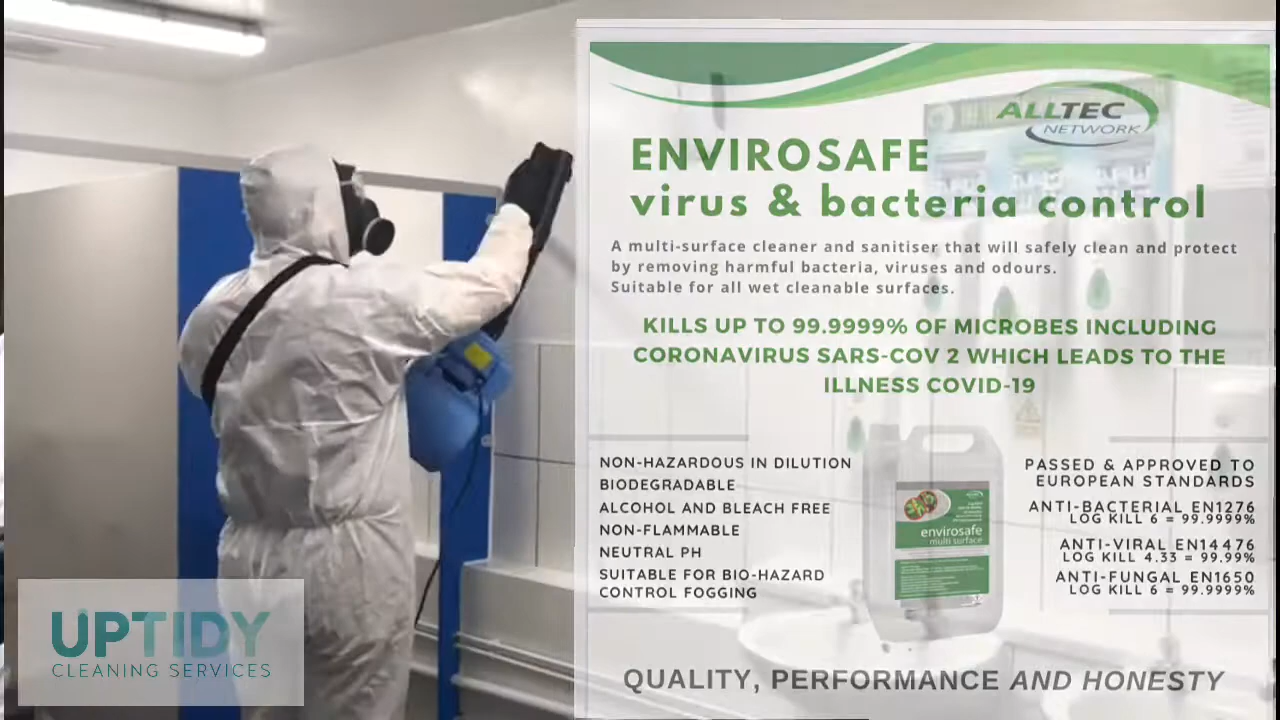 ALLTEC
NETWORK
ENVIROSAFE
virus & bacteria control
A multi-surface cleaner and sanitiser that will safely clean and protect
by removing harmful bacteria, viruses and odours.
Suitable for all wet cleanable surfaces.
KILLS UP TO 99.9999% OF MICROBES INCLUDING
CORONAVIRUS SARS-COV 2 WHICH LEADS TO THE
ILLNESS COVID-19
NON-HAZARDOUS IN DILUTION
BIODEGRADABLE
ALCOHOL AND BLEACH FREE
NON-FLAMMABLE
NEUTRAL PH
SUITABLE FOR BIO-HAZARD
CONTROL FOGGING
envirosafe
multi surface
PASSED & APPROVED TO
EUROPEAN STANDARDS
ANTI-BACTERIAL EN1276
LOG KILL 6 = 99.9999%
ANTI-VIRAL EN14476
LOG KILL 4.33 = 99.99%
ANTI-FUNGAL EN1650
LOG KILL 6 = 99.9999%
QUALITY, PERFORMANCE AND HONESTY
UPTIDY
CLEANING SERVICES